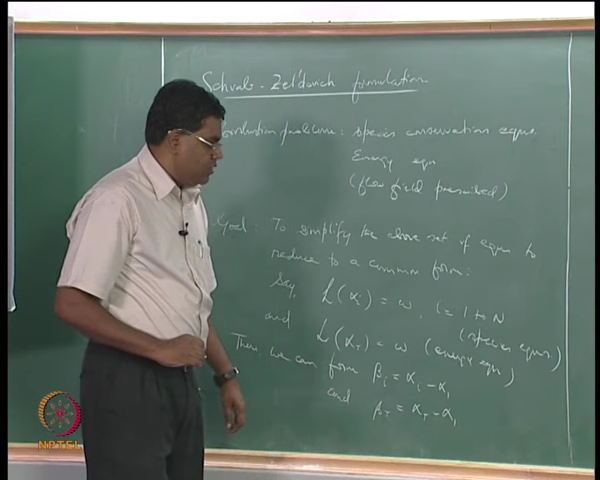 Schvab-Zel'dovich formulation
Combustion problem: species conservation eqns.
Energy eqn
(flow field prescribed)
Goal: To simplify the above set of eqns to
reduce to a common form:
Say, L(αi) = ω, i = 1 to N
(species eqns.)
and L(αT) = ω (energy eqn)
Then, we can form βi = αi - α1
and βT = αT - α1
NPTEL